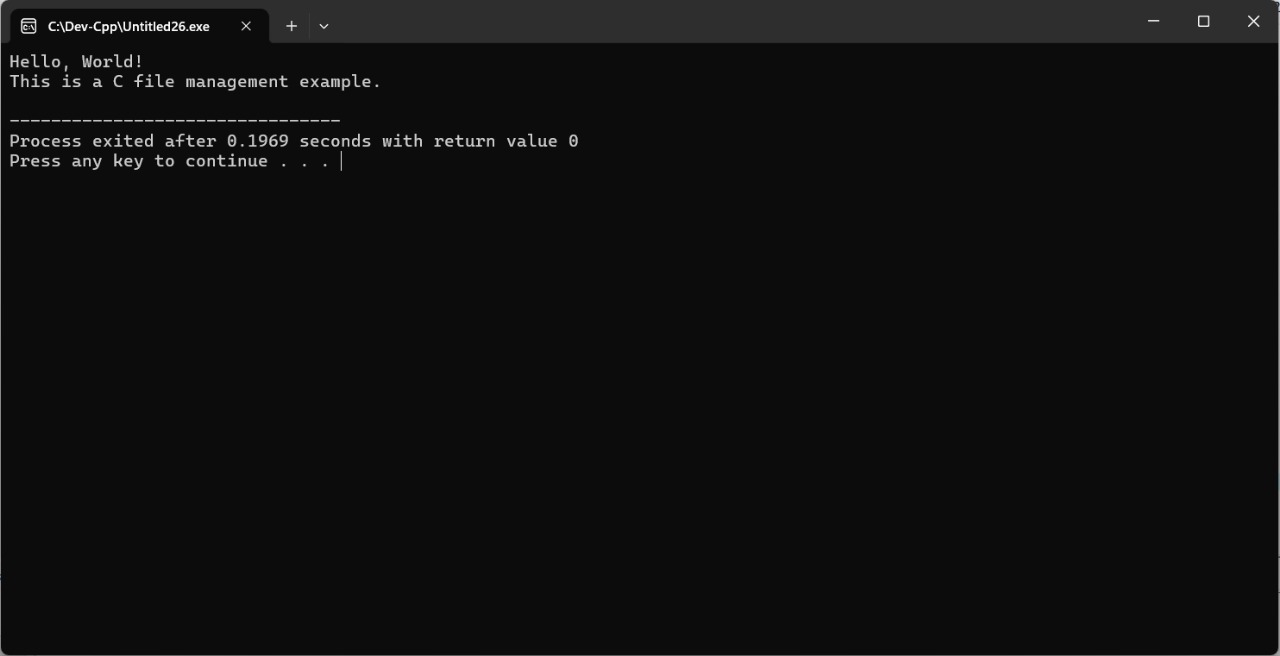 C:\Dev-Cpp\Untitled26.exe
Hello, World!
This is a C file management example.
--------------------------------
Process exited after 0.1969 seconds with return value 0
Press any key to continue . . .